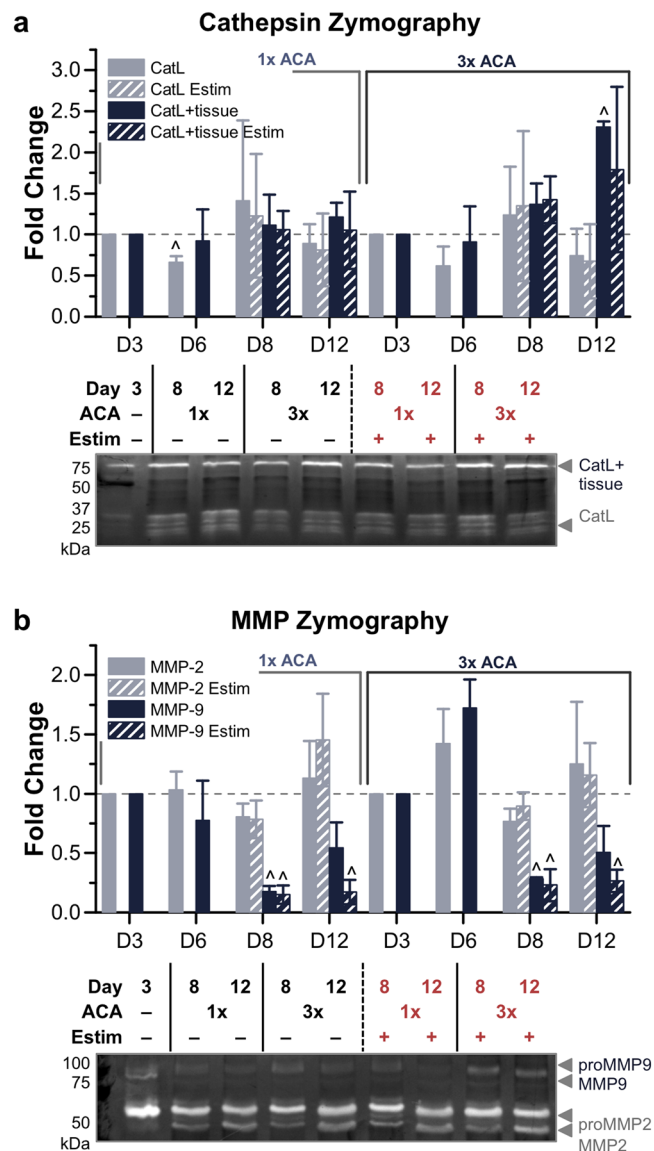 a
Cathepsin Zymography
1x ACA
3x ACA
CatL
CatL Estim
CatL+tissue
CatL+tissue Estim
Fold Change
3.0
2.5
2.0
1.5
1.0
0.5
0.0
^
^
D3 D6 D8 D12 D3 D6 D8 D12
Day 3 8 12 8 12 8 12 8 12
ACA – 1x 3x 1x 3x
Estim – – – – – + + + +
75
50
37
25
kDa
CatL+
tissue
CatL
b
MMP Zymography
1x ACA
3x ACA
MMP-2
MMP-2 Estim
MMP-9
MMP-9 Estim
Fold Change
2.0
1.5
1.0
0.5
0.0
^ ^ ^ ^ ^ ^
D3 D6 D8 D12 D3 D6 D8 D12
Day 3 8 12 8 12 8 12 8 12
ACA – 1x 3x 1x 3x
Estim – – – – – + + + +
100
75
50
kDa
proMMP9
MMP9
proMMP2
MMP2